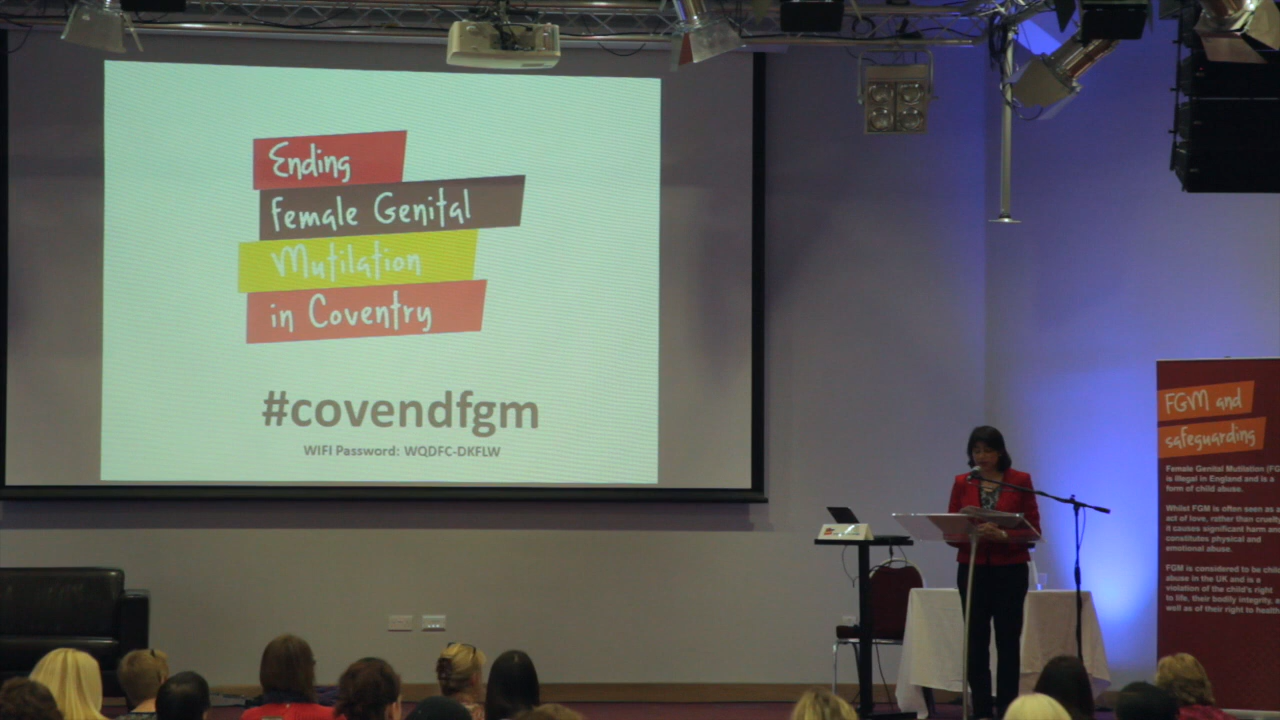 Ending
Female Genital
Mutilation
in Coventry
#covendfgm
WIFI Password: WQDFC-DKFLW
FGM and
safeguarding
Female Genital Mutilation (FG
is illegal in England and is a
form of child abuse.
Whilst FGM is often seen as a
act of love, rather than cruelty
it causes significant harm an
constitutes physical and
emotional abuse.
FGM is considered to be child
abuse in the UK and is a
violation of the child's right
to life, their bodily integrity, a
well as of their right to health